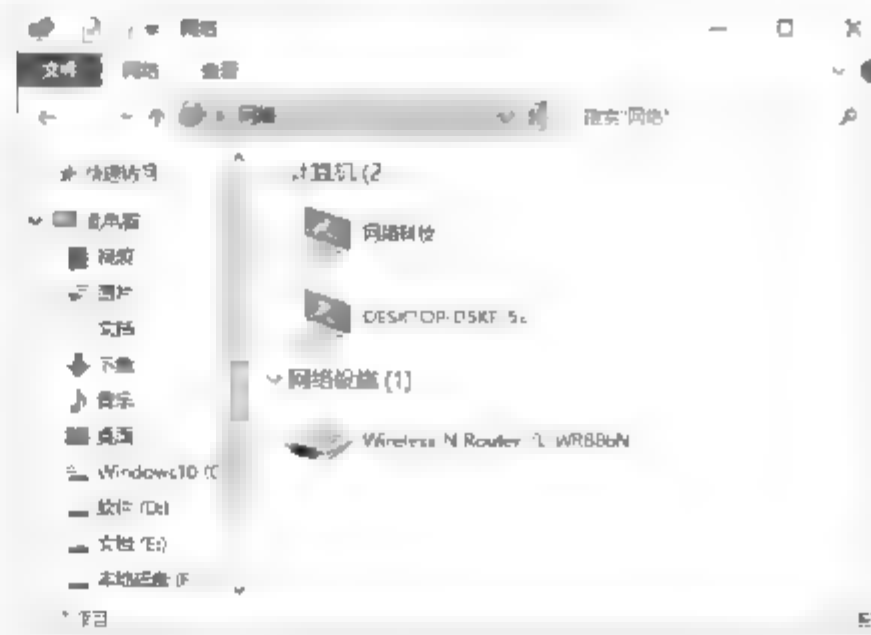 网络
文件 网络 查看
网络
搜索"网络"
快速访问
此电脑
视频
图片
文档
下载
音乐
桌面
Windows10 (C
软件 (D:)
文档 (E:)
本地磁盘 (F
计算机 (2
网络科技
网络设施 (1)
Wireless N Router